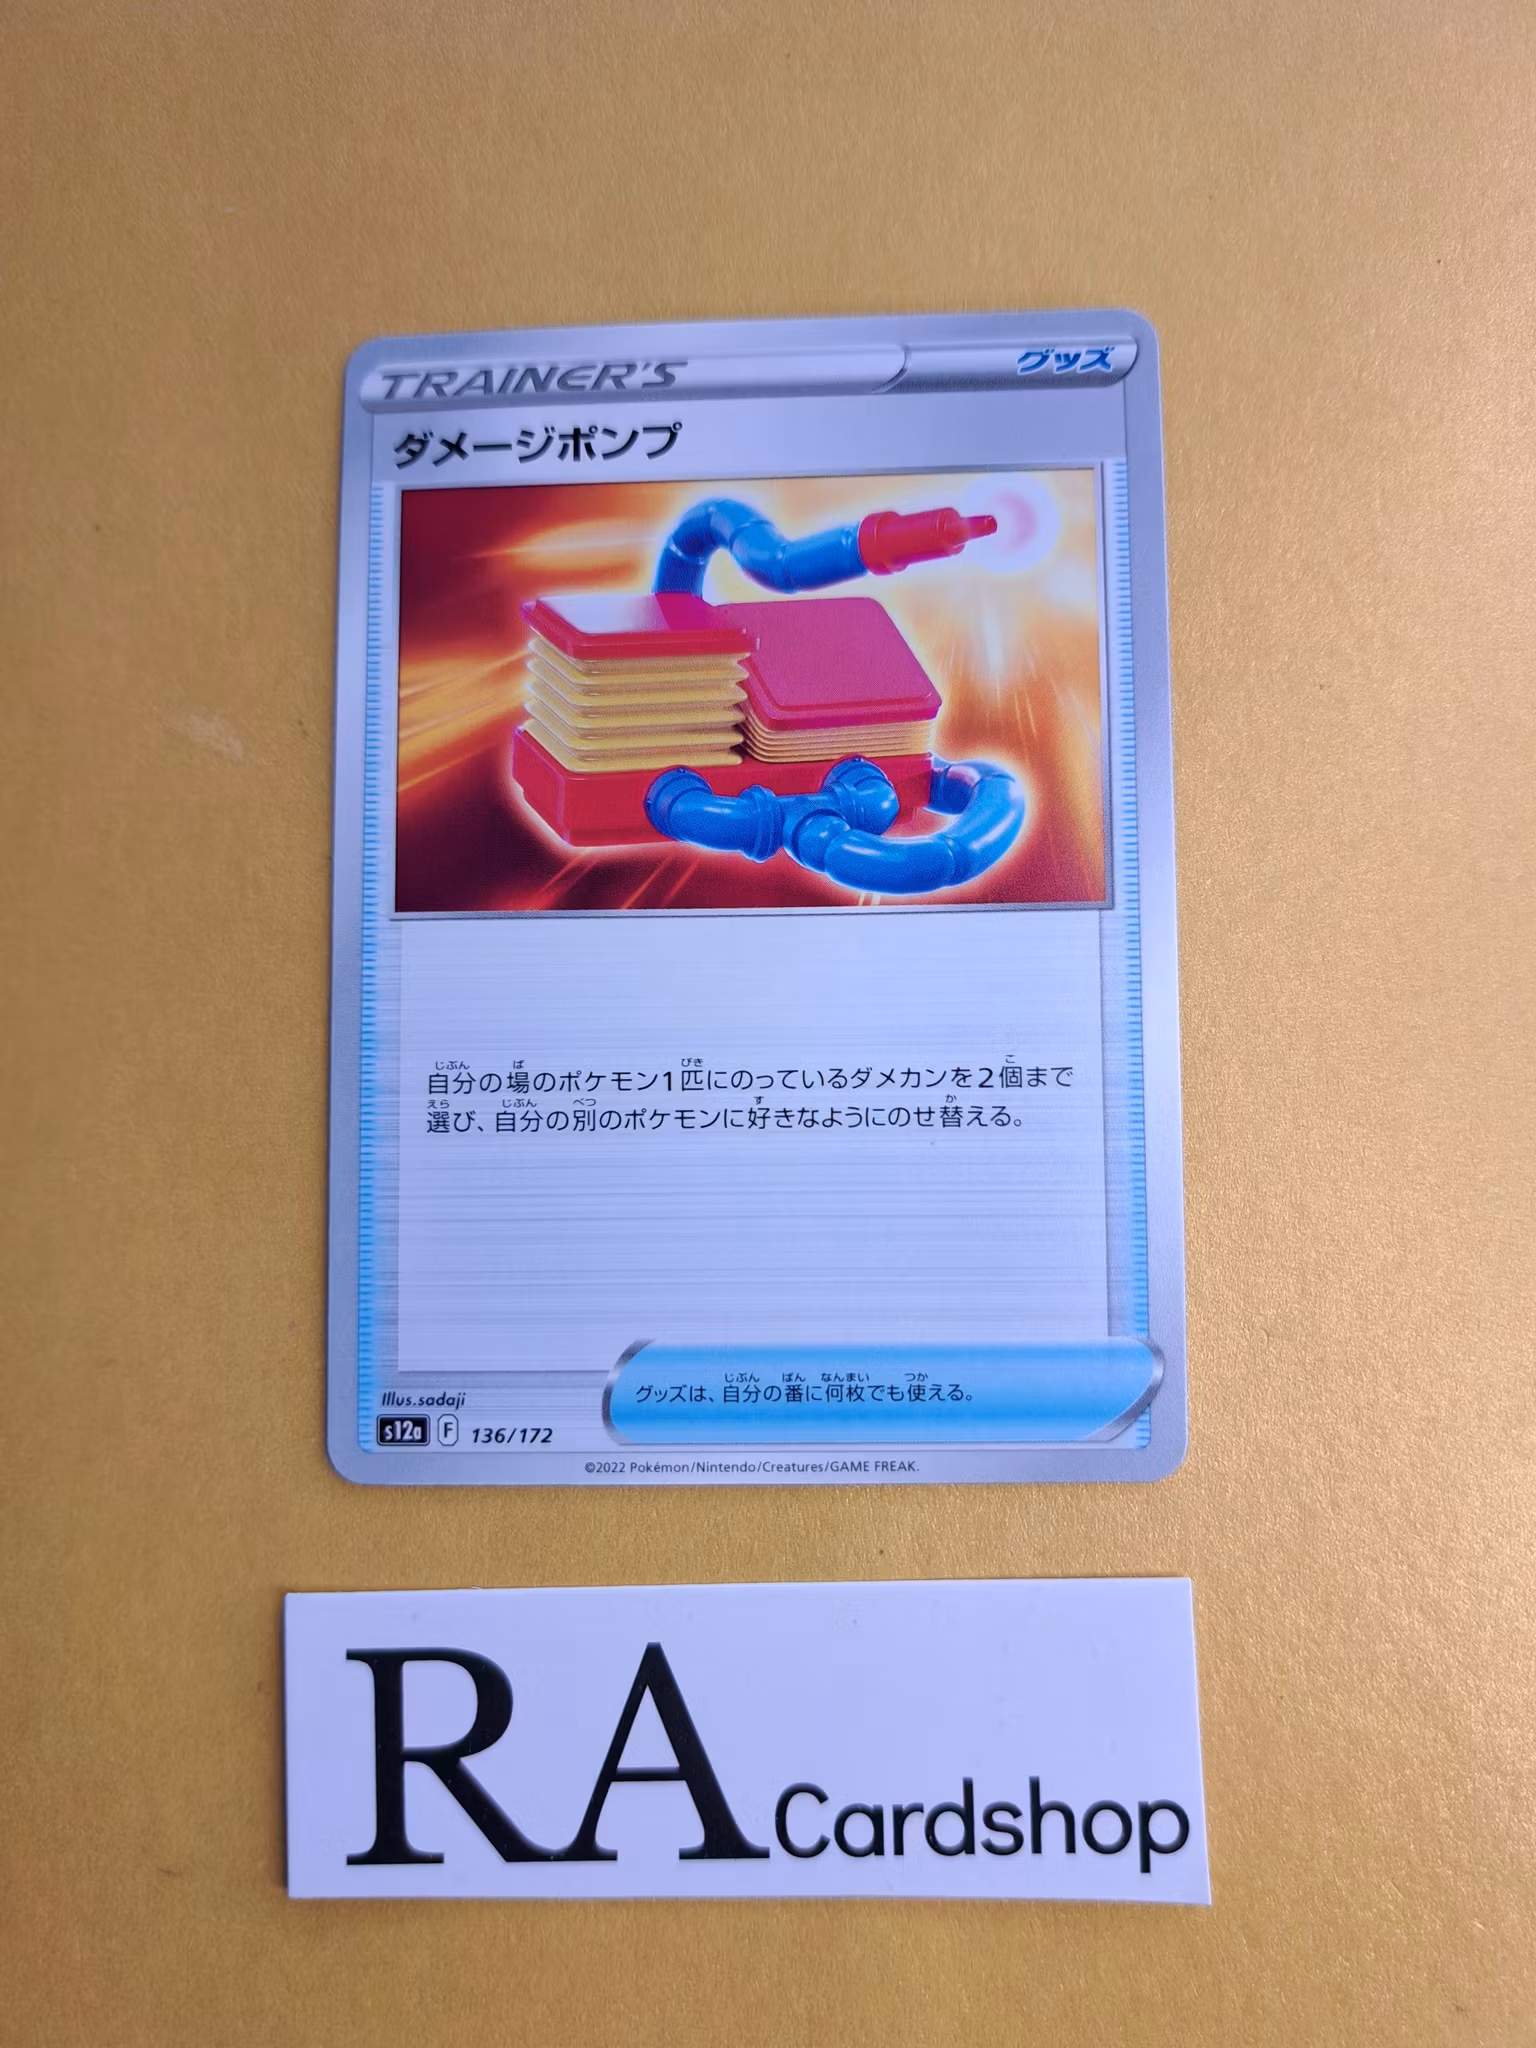 TRAINER'S
グッズ
ダメージポンプ
自分の場のポケモン1匹にのっているダメカンを2個まで
選び、自分の別のポケモンに好きなようにのせ替える。
グッズは、自分の番に何枚でも使える。
Illus.sadaji
s12a F 136/172
©2022 Pokémon/Nintendo/Creatures/GAME FREAK.
RA Cardshop